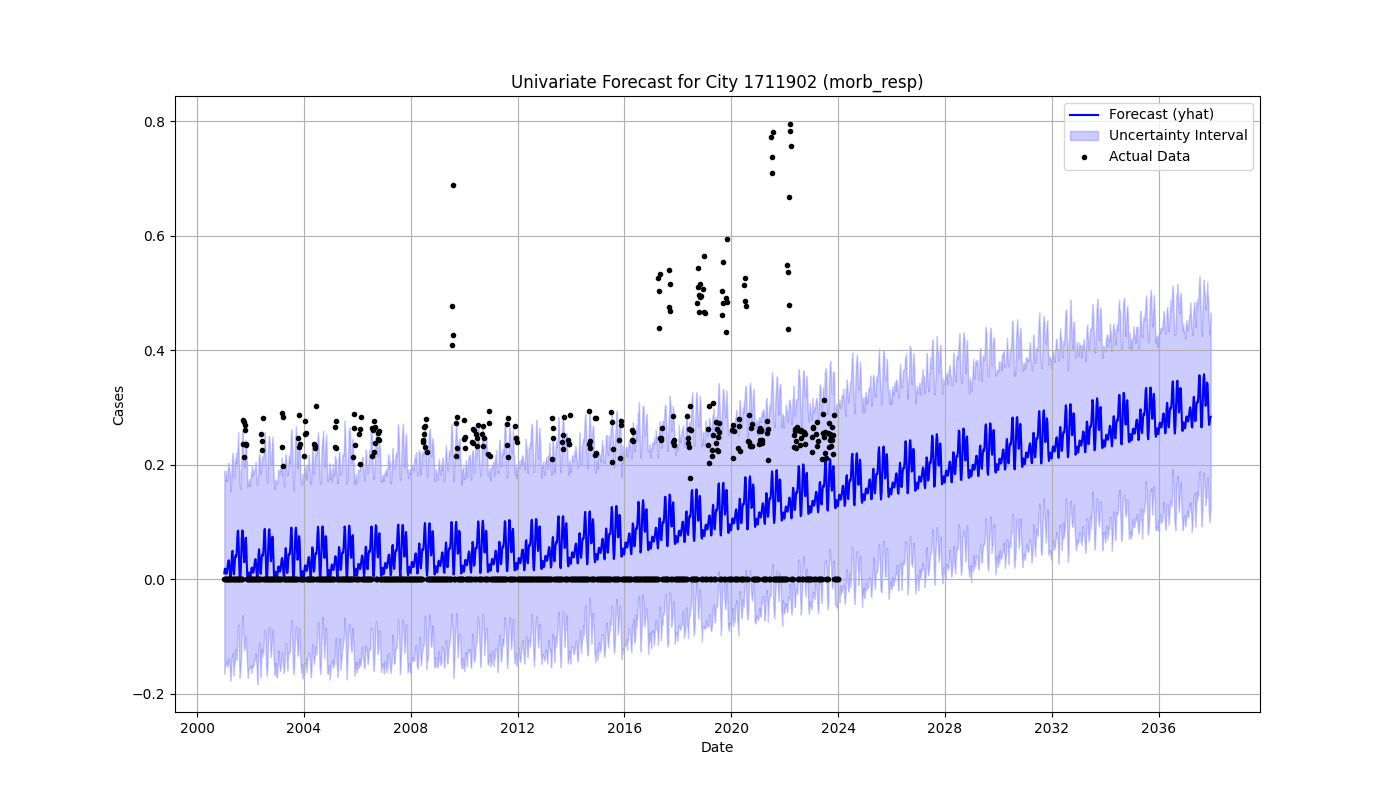 Univariate Forecast for City 1711902 (morb_resp)
Forecast (yhat)
Uncertainty Interval
Actual Data
Cases
0.8
0.6
0.4
0.2
0.0
−0.2
2000 2004 2008 2012 2016 2020 2024 2028 2032 2036
Date